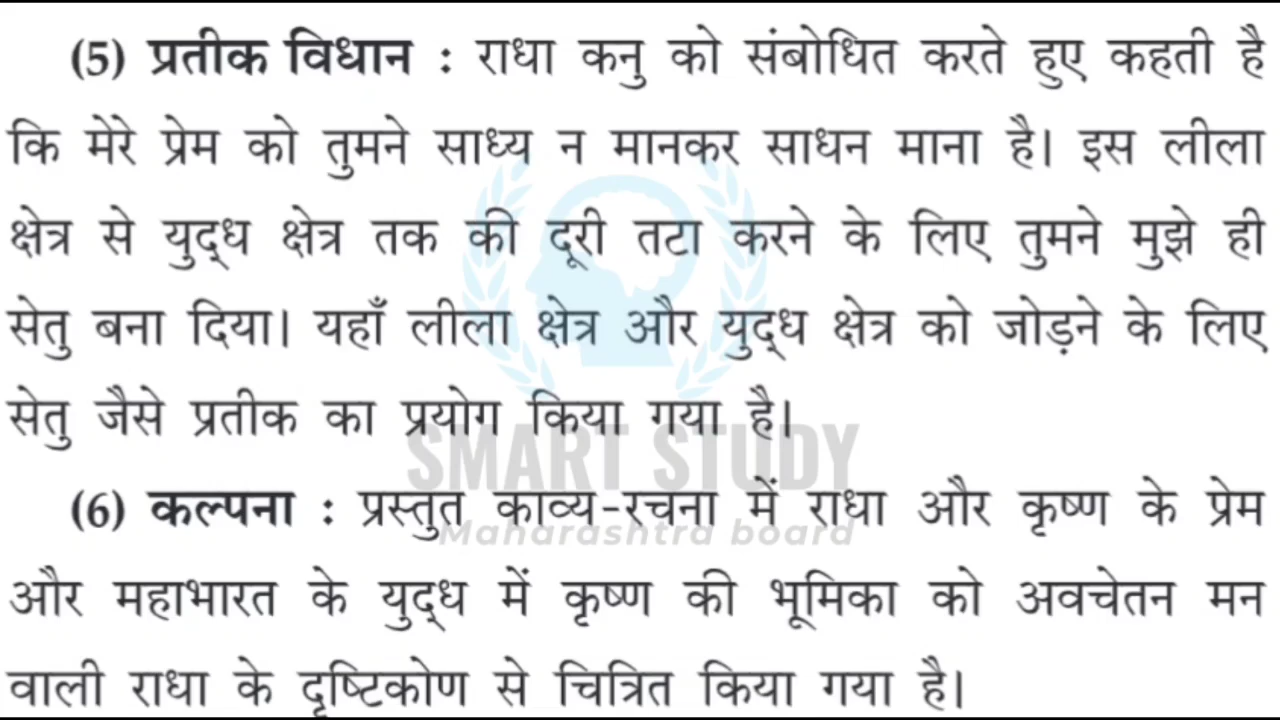 (5) प्रतीक विधान : राधा कनु को संबोधित करते हुए कहती है
कि मेरे प्रेम को तुमने साध्य न मानकर साधन माना है। इस लीला
क्षेत्र से युद्ध क्षेत्र तक की दूरी तटा करने के लिए तुमने मुझे ही
सेतु बना दिया। यहाँ लीला क्षेत्र और युद्ध क्षेत्र को जोड़ने के लिए
सेतु जैसे प्रतीक का प्रयोग किया गया है।
SMART STUDY
(6) कल्पना : प्रस्तुत काव्य-रचना में राधा और कृष्ण के प्रेम
Maharashtra board
और महाभारत के युद्ध में कृष्ण की भूमिका को अवचेतन मन
वाली राधा के दृष्टिकोण से चित्रित किया गया है।